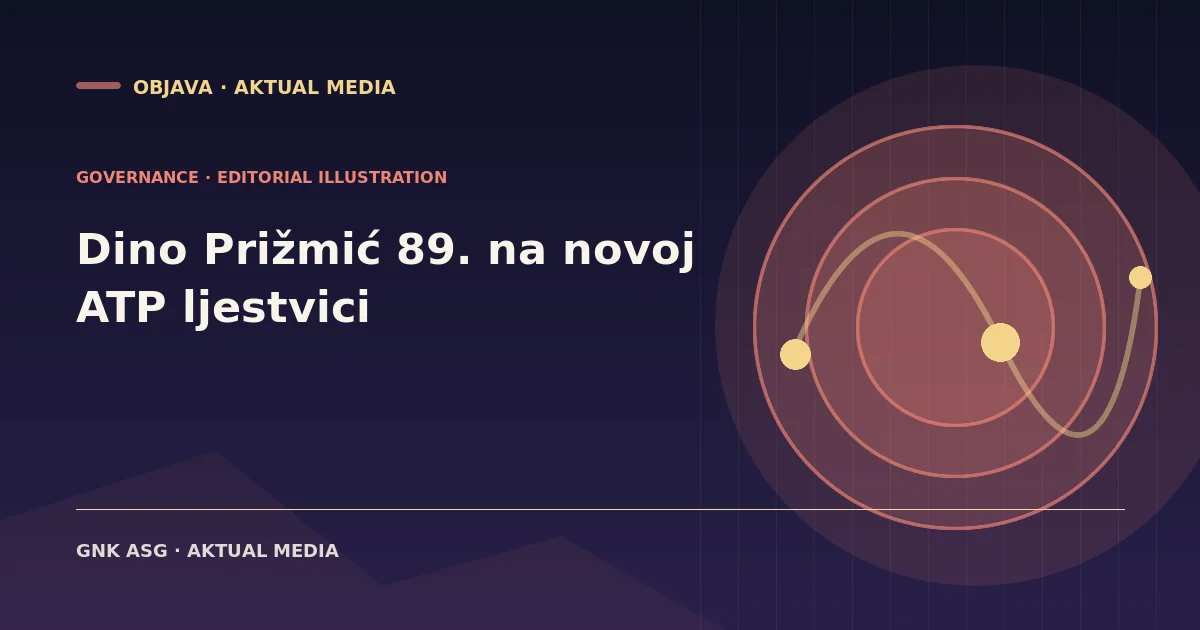 OBJAVA · AKTUAL MEDIA
GOVERNANCE · EDITORIAL ILLUSTRATION
Dino Prižmić 89. na novoj
ATP ljestvici
GNK ASG · AKTUAL MEDIA